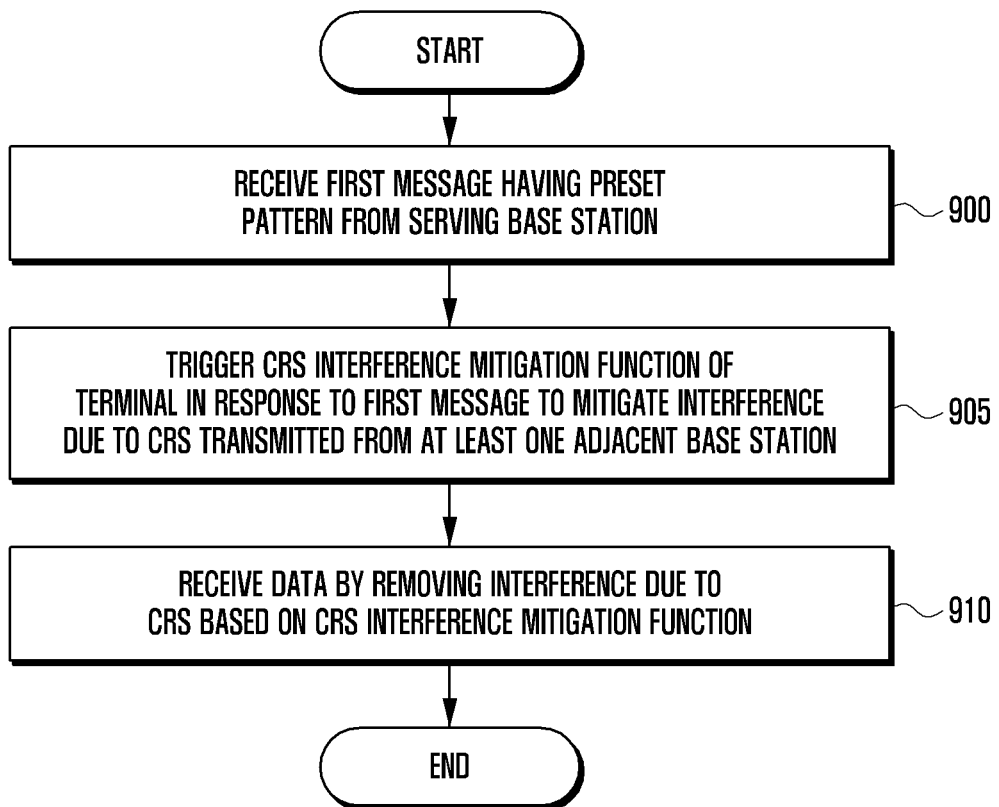 START
RECEIVE FIRST MESSAGE HAVING PRESET
PATTERN FROM SERVING BASE STATION
900
TRIGGER CRS INTERFERENCE MITIGATION FUNCTION OF
TERMINAL IN RESPONSE TO FIRST MESSAGE TO MITIGATE INTERFERENCE
DUE TO CRS TRANSMITTED FROM AT LEAST ONE ADJACENT BASE STATION
905
RECEIVE DATA BY REMOVING INTERFERENCE DUE TO
CRS BASED ON CRS INTERFERENCE MITIGATION FUNCTION
910
END